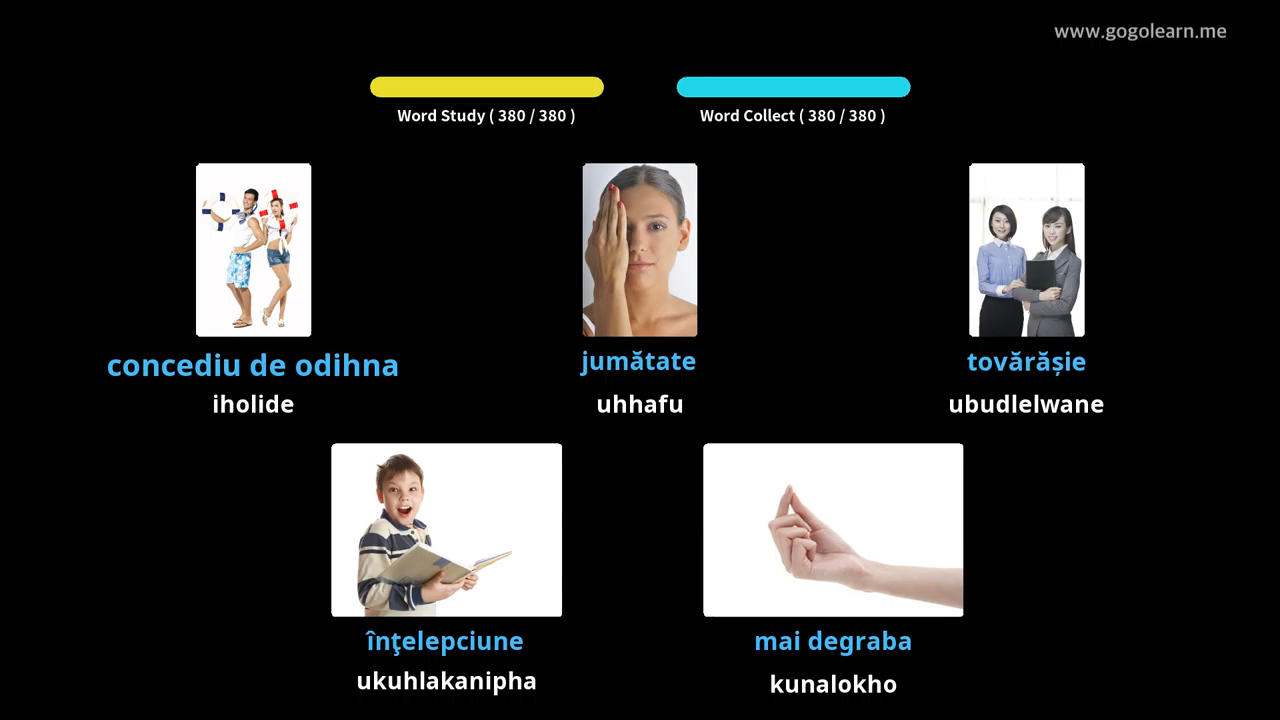 www.gogolearn.me
Word Study ( 380 / 380 )
Word Collect ( 380 / 380 )
concediu de odihna
iholide
jumătate
uhhafu
tovărășie
ubudlelwane
înţelepciune
ukuhlakanipha
mai degraba
kunalokho